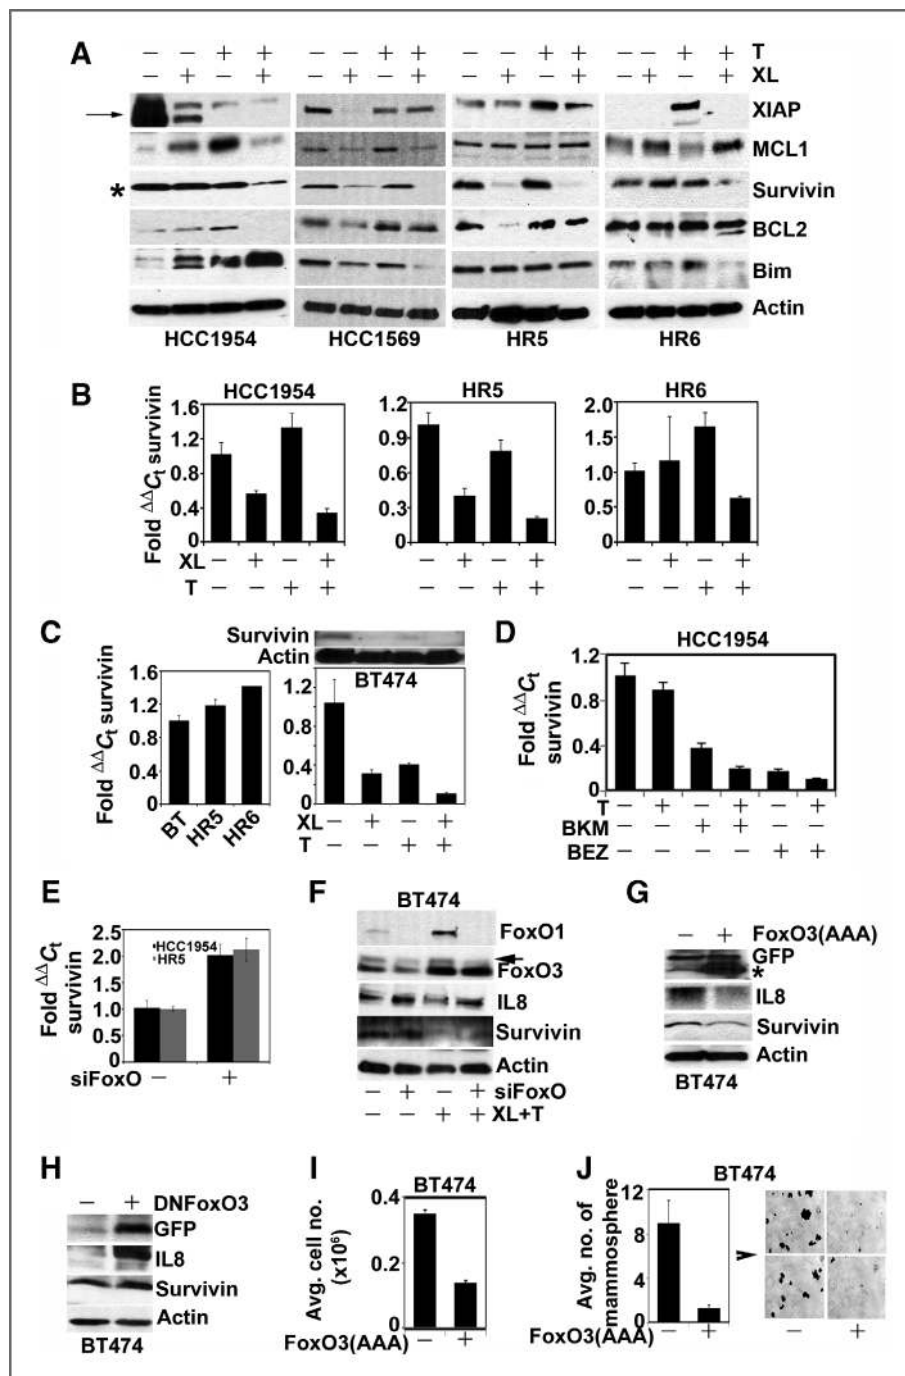 A
− − + + − − + + − − + + − − + + T
− + − + − + − + − + − + − + − + XL
XIAP
MCL1
* Survivin
BCL2
Bim
Actin
HCC1954 HCC1569 HR5 HR6
B
HCC1954 HR5 HR6
Fold ΔΔCt survivin
1.6 1.2 2.0
1.2 0.9 1.5
0.8 0.6 1.0
0.4 0.3 0.5
0 0 0
XL − + − + − + − + − + − +
T − − + + − − + + − − + +
C
Survivin
Actin
BT474
Fold ΔΔCt survivin
1.6
1.2
0.8
0.4
0
BT HR5 HR6
1.2
0.8
0.4
0
XL − + − +
T − − + +
D
HCC1954
Fold ΔΔCt
survivin
1.2
0.8
0.4
0
T − + − + − +
BKM − − + +
BEZ − − + +
E
Fold ΔΔCt
survivin
2.5
2.0
1.5
1.0
0.5
0
HCC1954
HR5
siFoxO − +
F
BT474
FoxO1
FoxO3
IL8
Survivin
Actin
− + − + siFoxO
− − + + XL+T
G
− + FoxO3(AAA)
GFP
*
IL8
Survivin
Actin
BT474
H
− + DNFoxO3
GFP
IL8
Survivin
Actin
BT474
I
BT474
Avg. cell no.
(x10⁶)
0.4
0.2
0
FoxO3(AAA) − +
J
BT474
Avg. no. of
mammosphere
12
8
4
0
FoxO3(AAA) − +
− +